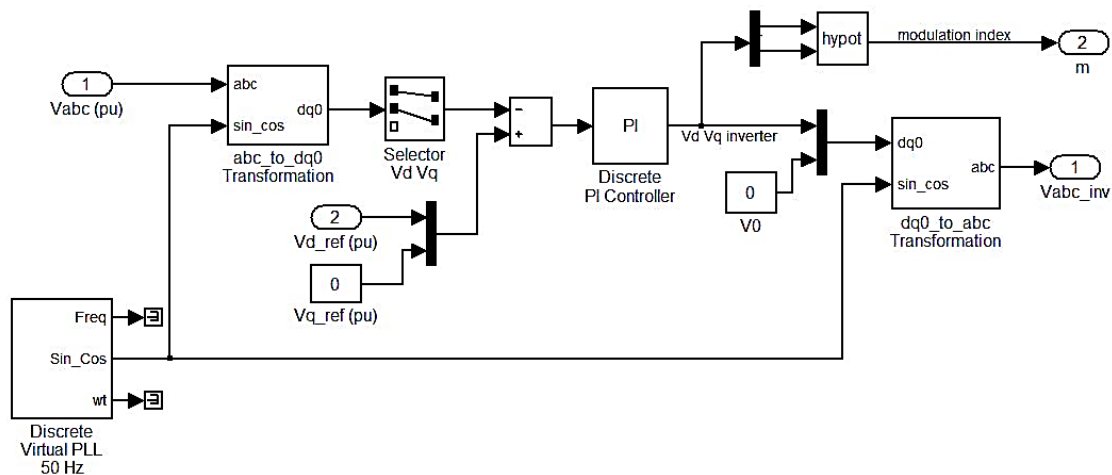 1
Vabc (pu)
abc
sin_cos
dq0
abc_to_dq0
Transformation
Selector
Vd Vq
−
+
PI
Discrete
PI Controller
Vd Vq inverter
hypot
modulation index
2
m
0
V0
dq0
sin_cos
abc
dq0_to_abc
Transformation
1
Vabc_inv
2
Vd_ref (pu)
0
Vq_ref (pu)
Freq
Sin_Cos
wt
Discrete
Virtual PLL
50 Hz